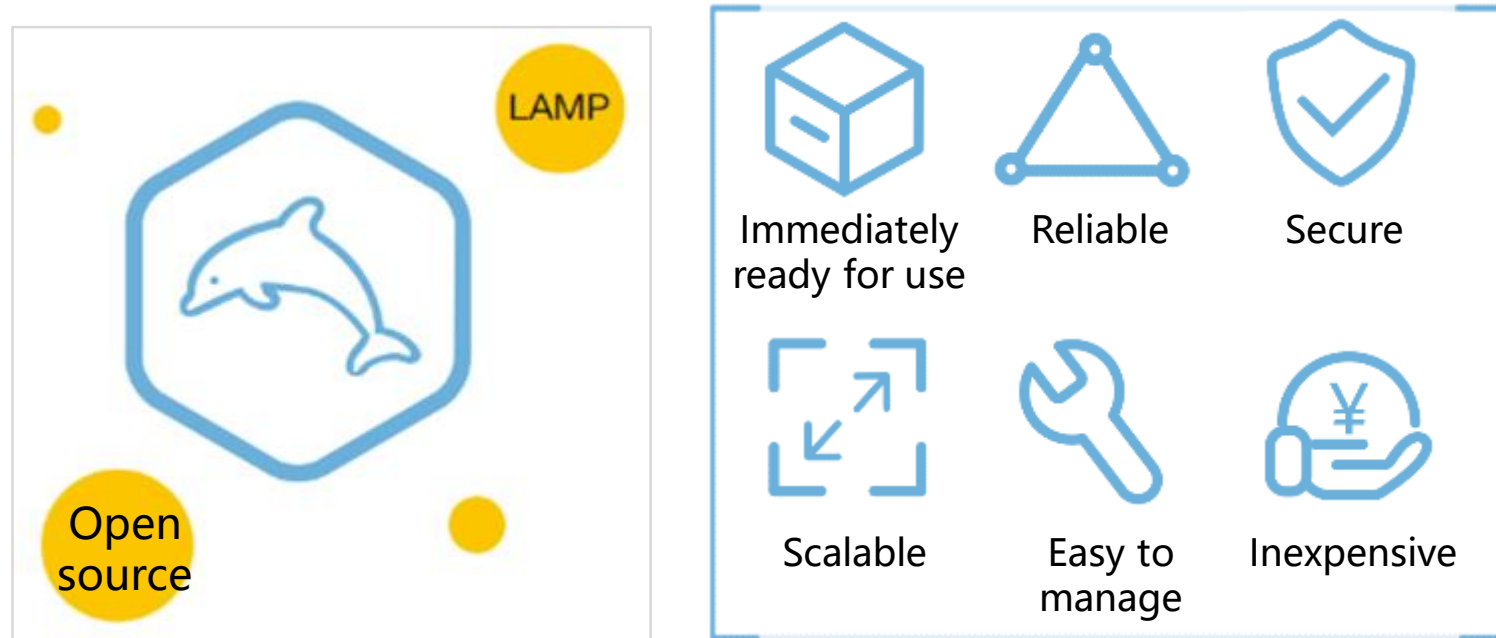 LAMP
Open
source
Immediately
ready for use
Reliable
Secure
¥
Scalable
Easy to
manage
Inexpensive